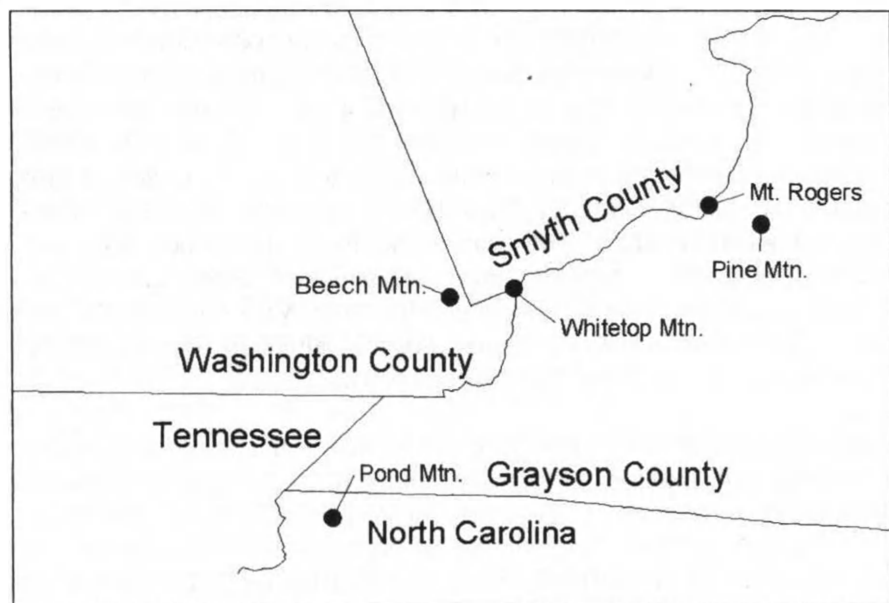 Smyth County
Mt. Rogers
Pine Mtn.
Beech Mtn.
Whitetop Mtn.
Washington County
Tennessee
Pond Mtn.
Grayson County
North Carolina